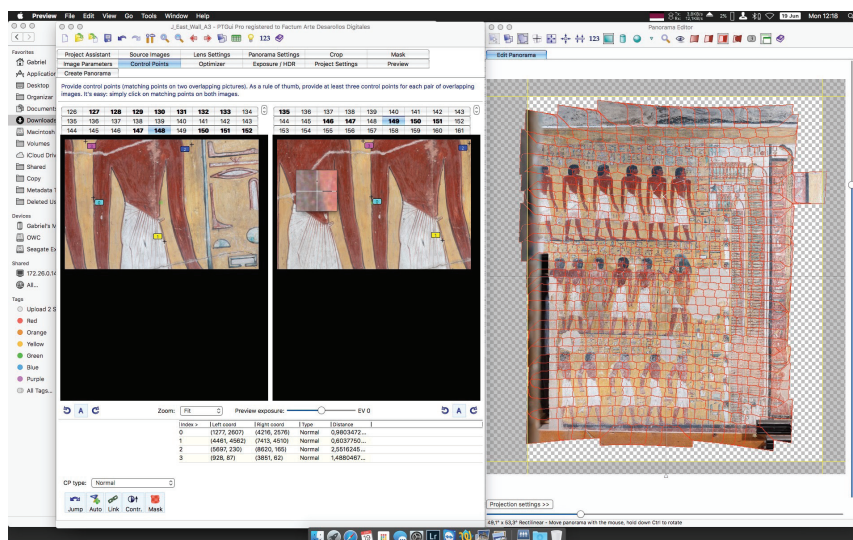 Preview File Edit View Go Tools Window Help
2% 19 Jun Mon 12:18
J_East_Wall_A3 - PTGui Pro registered to Factum Arte Desarollos Digitales
Panorama Editor
123
123
Edit Panorama
Favorites
Gabriel
Application
Desktop
Organizer
Documents
Downloads
Macintosh
Volumes
iCloud Driv
Shared
Copy
Metadata 1
Deleted Us
Devices
Gabriel's M
OWC
Seagate Ex
Shared
172.26.0.14
All...
Tags
Upload 2 S
Red
Orange
Yellow
Green
Blue
Purple
All Tags...
Project Assistant Source Images Lens Settings Panorama Settings Crop Mask
Image Parameters Control Points Optimizer Exposure / HDR Project Settings Preview
Create Panorama
Provide control points (matching points on two overlapping pictures). As a rule of thumb, provide at least three control points for each pair of overlapping
images. It's easy: simply click on matching points on both images.
126 127 128 129 130 131 132 133 134
135 136 137 138 139 140 141 142 143
144 145 146 147 148 149 150 151 152
135 136 137 138 139 140 141 142 143
144 145 146 147 148 149 150 151 152
153 154 155 156 157 158 159 160 161
A Zoom: Fit Preview exposure: EV 0 A
Index > Left coord Right coord Type Distance
0 (1277, 2607) (4216, 2576) Normal 0,9803472...
1 (4461, 4562) (7413, 4510) Normal 0,6037750...
2 (5697, 230) (8620, 165) Normal 2,5516245...
3 (928, 87) (3851, 62) Normal 1,4880467...
CP type: Normal
Jump Auto Link Contr. Mask
Projection settings >>
49,1° x 53,3° Rectilinear - Move panorama with the mouse, hold down Ctrl to rotate